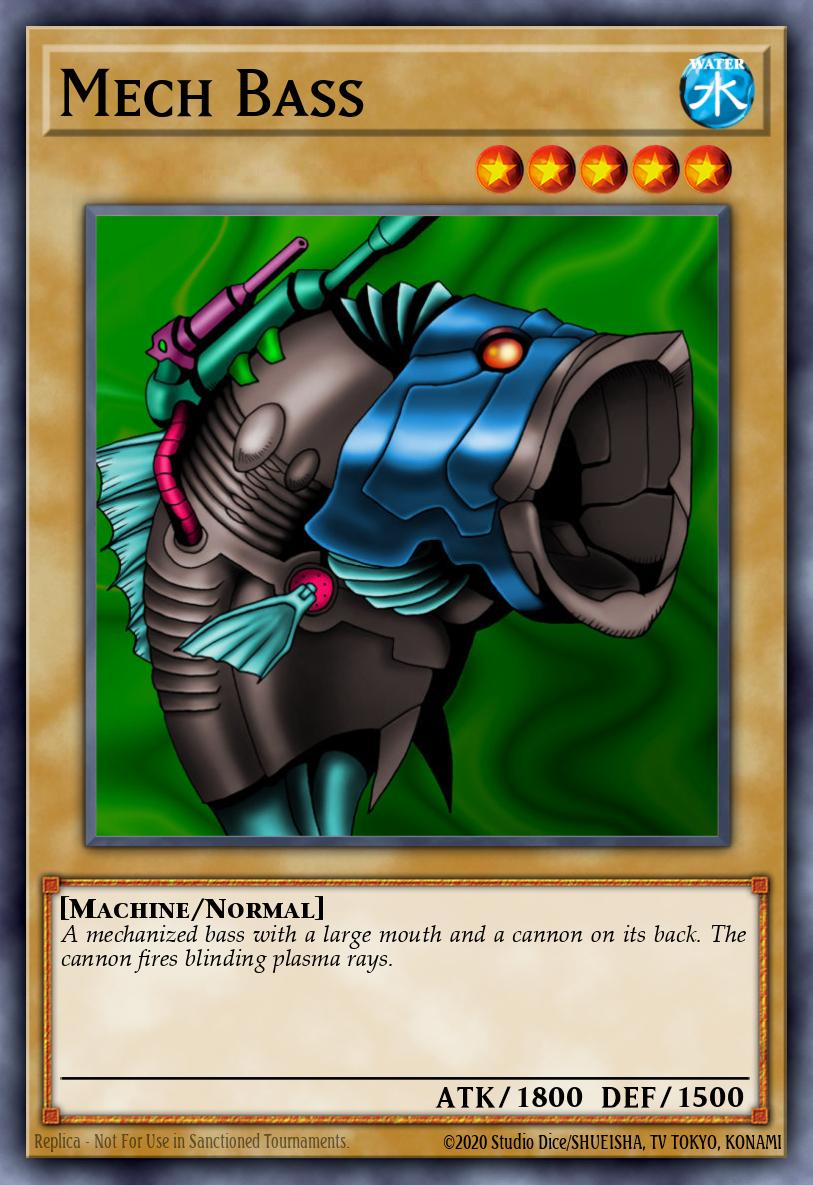 Mech Bass
WATER
水
[Machine/Normal]
A mechanized bass with a large mouth and a cannon on its back. The
cannon fires blinding plasma rays.
ATK/1800 DEF/1500
Replica - Not For Use in Sanctioned Tournaments.
©2020 Studio Dice/SHUEISHA, TV TOKYO, KONAMI